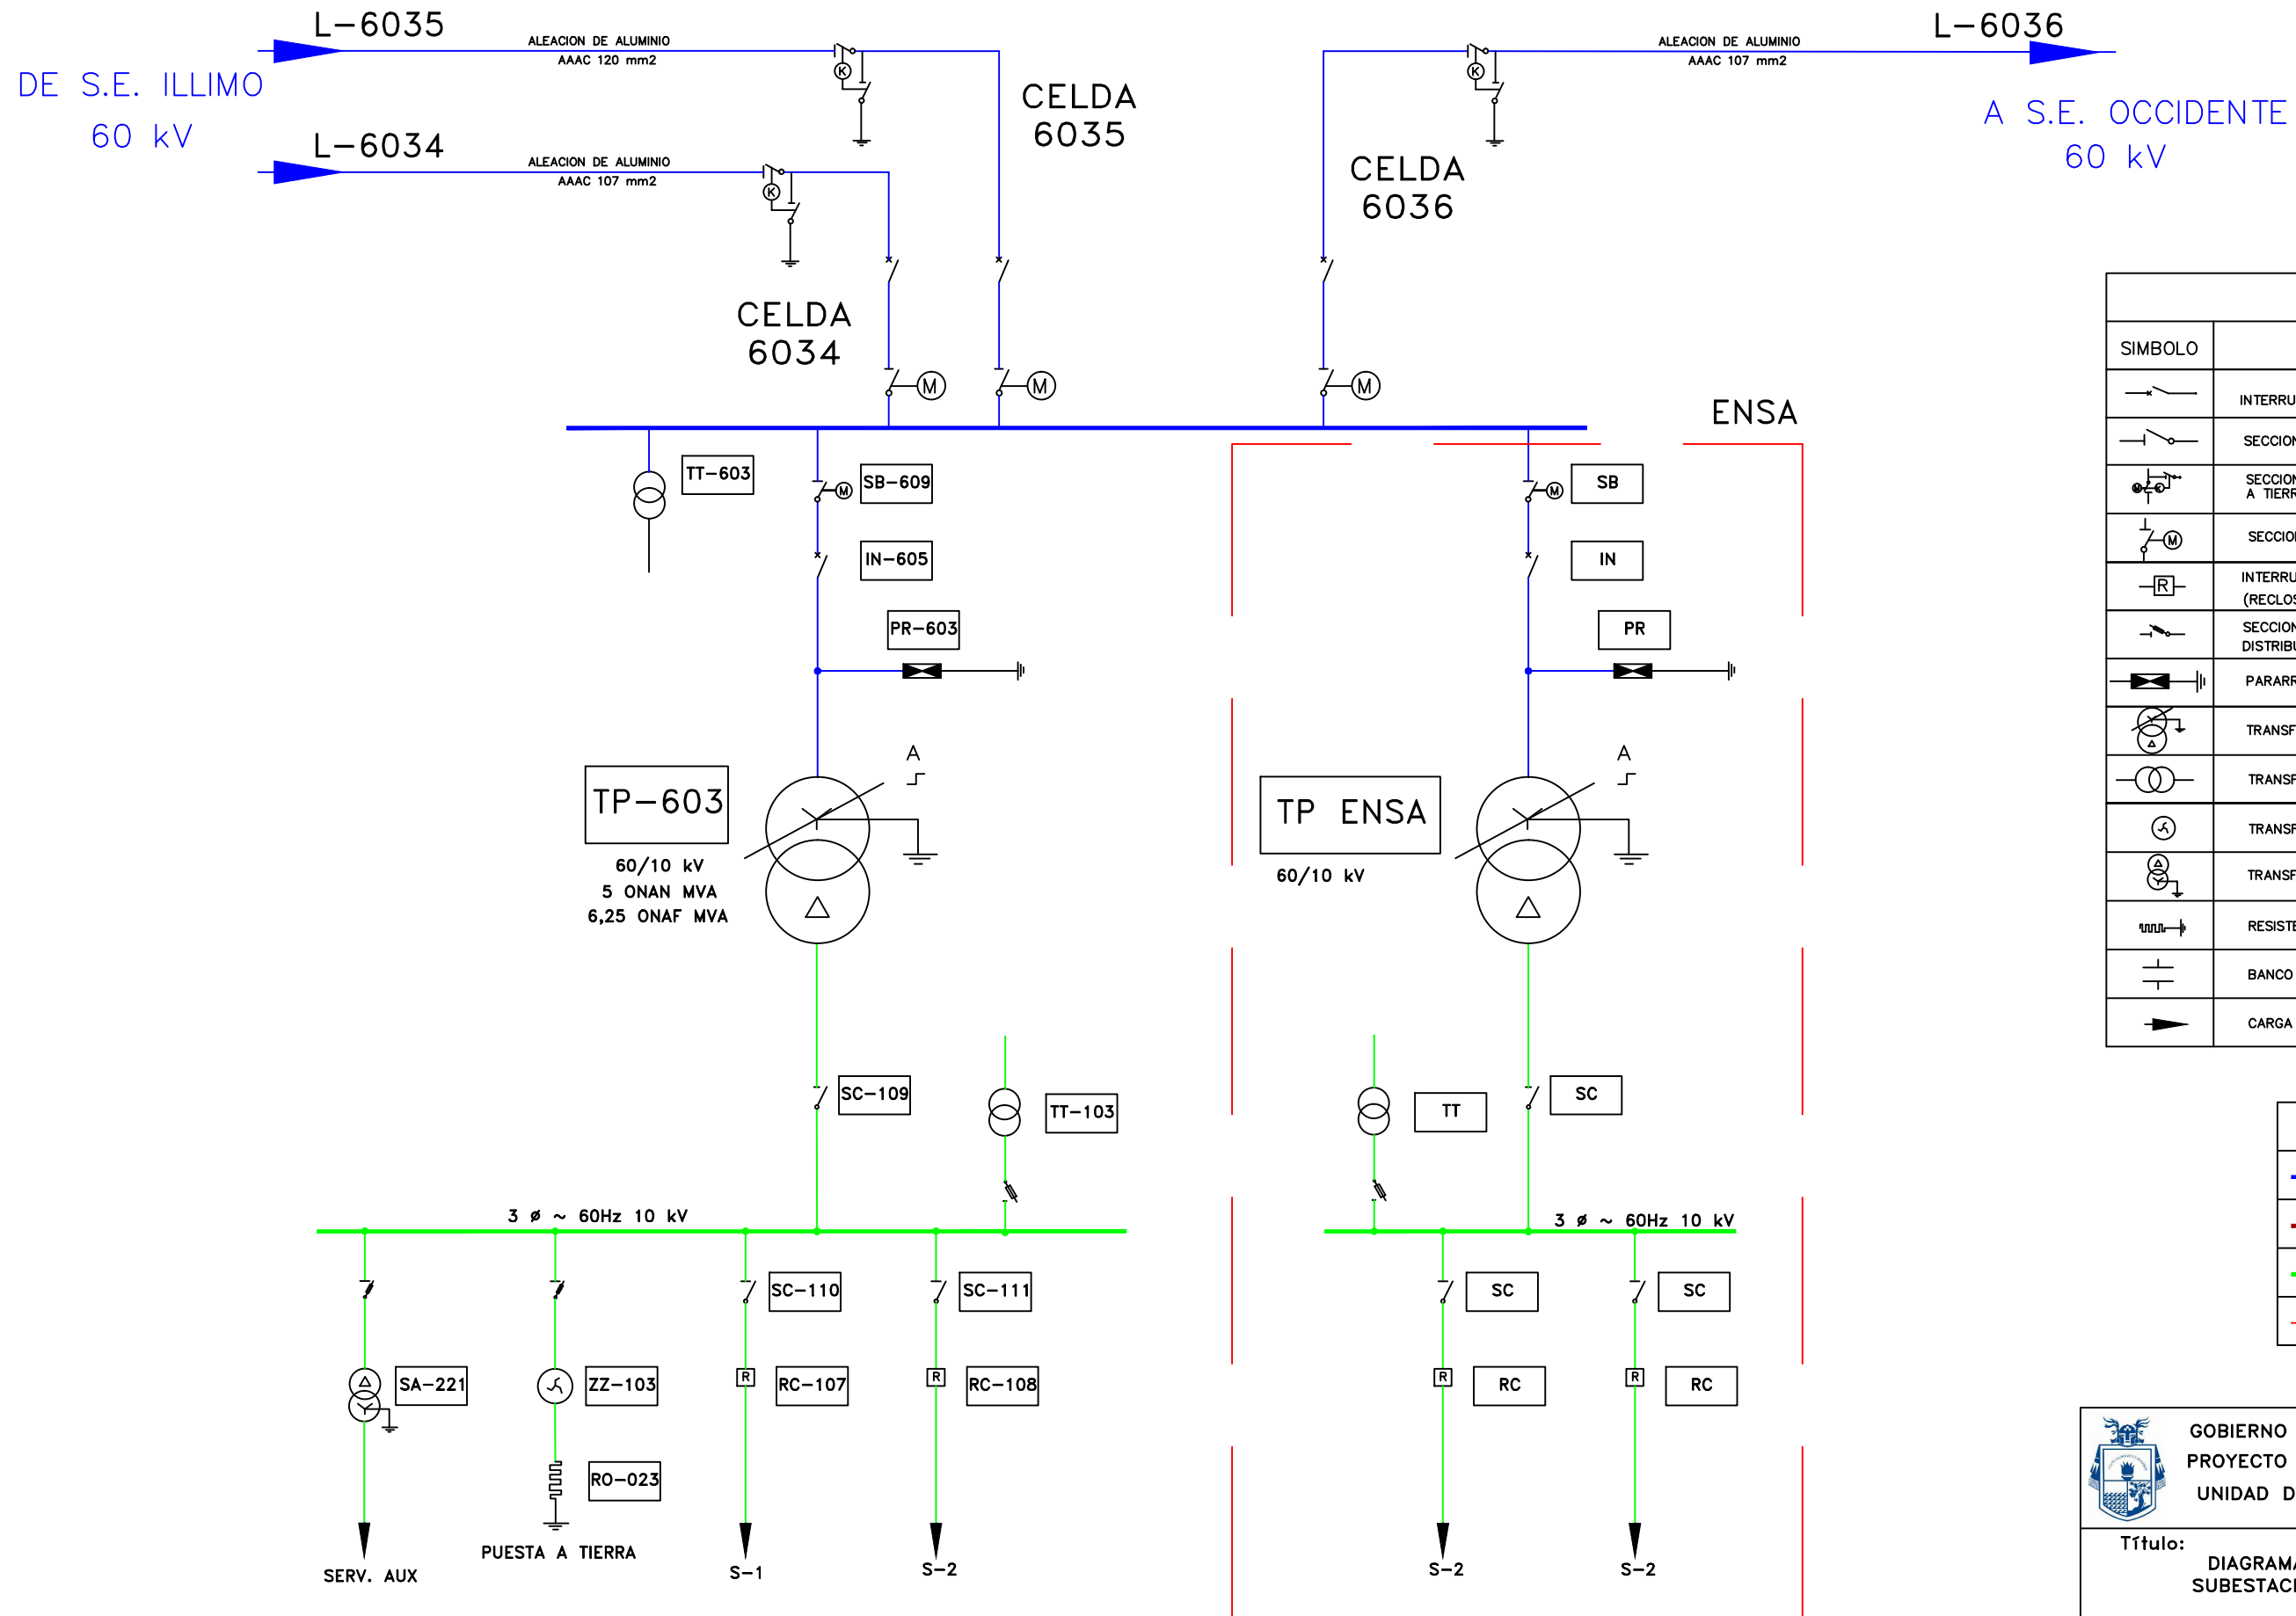 L-6035
ALEACION DE ALUMINIO
AAAC 120 mm2
DE S.E. ILLIMO
60 kV
L-6034
ALEACION DE ALUMINIO
AAAC 107 mm2
CELDA
6035
CELDA
6034
L-6036
ALEACION DE ALUMINIO
AAAC 107 mm2
A S.E. OCCIDENTE
60 kV
CELDA
6036
K
K
K
M
M
M
ENSA
TT-603
M
SB-609
IN-605
PR-603
A
TP-603
60/10 kV
5 ONAN MVA
6,25 ONAF MVA
SC-109
TT-103
3 Ø ~ 60Hz 10 kV
SC-110
SC-111
SA-221
ZZ-103
R
RC-107
R
RC-108
RO-023
PUESTA A TIERRA
SERV. AUX
S-1
S-2
M
SB
IN
PR
A
TP ENSA
60/10 kV
TT
SC
3 Ø ~ 60Hz 10 kV
SC
SC
R
RC
R
RC
S-2
S-2
SIMBOLO
A
M
R
BANCO
CARGA
GOBIERNO
PROYECTO
UNIDAD
Título: